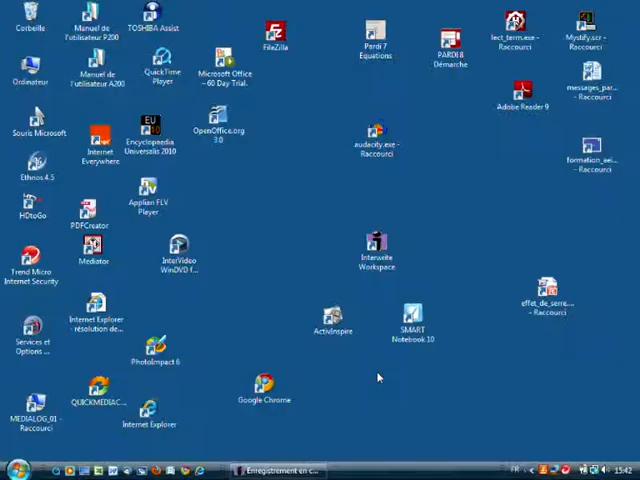 Corbeille
Manuel de
l'utilisateur P200
TOSHIBA Assist
FileZilla
Pardi 7
Equations
PARDI 8
Démarche
lect_term.exe -
Raccourci
Mystify.scr -
Raccourci
Ordinateur
Manuel de
l'utilisateur A200
QuickTime
Player
Microsoft Office
– 60 Day Trial.
Adobe Reader 9
messages_par...
- Raccourci
Souris Microsoft
Internet
Everywhere
EU
10
Encyclopaedia
Universalis 2010
OpenOffice.org
3.0
audacity.exe -
Raccourci
formation_aei...
- Raccourci
Ethnos 4.5
HDtoGo
PDFCreator
Applian FLV
Player
Trend Micro
Internet Security
Mediator
InterVideo
WinDVD f...
Interwrite
Workspace
effet_de_serre....
- Raccourci
Services et
Options ...
Internet Explorer
- résolution de...
PhotoImpact 6
ActivInspire
SMART
Notebook 10
MEDIALOG_01 -
Raccourci
QUICKMEDIAC...
Internet Explorer
Google Chrome
Enregistrement en c...
FR
15:42